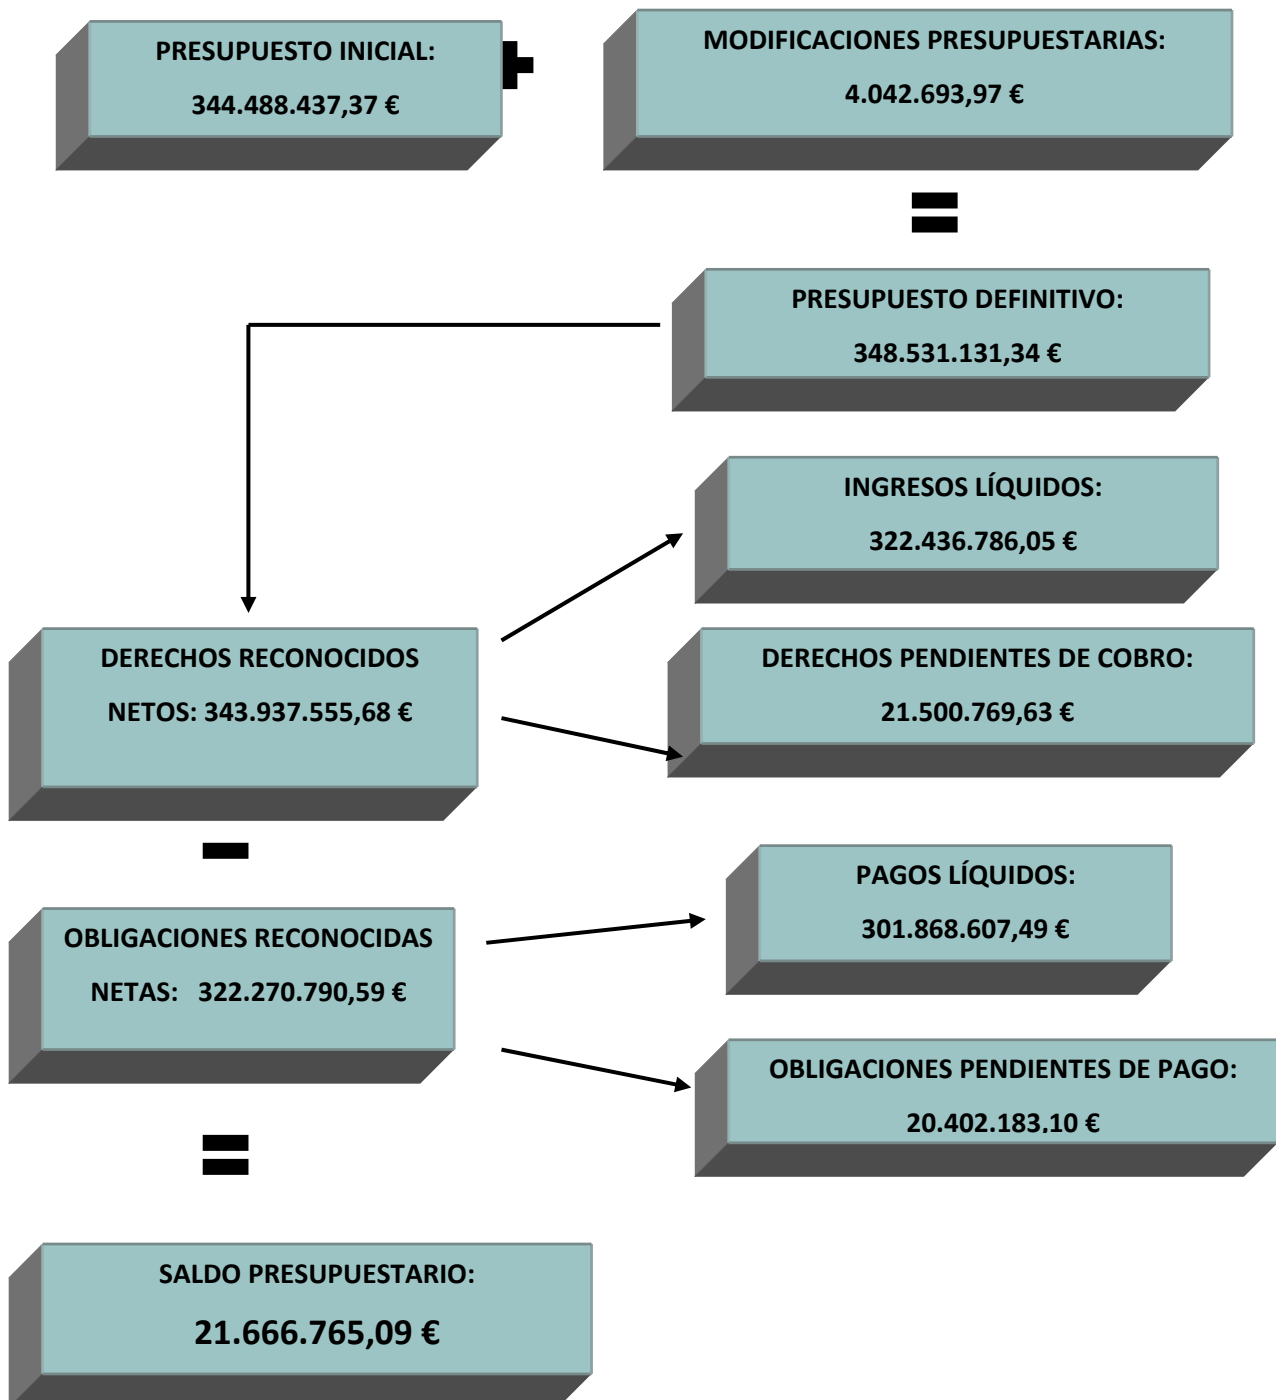 PRESUPUESTO INICIAL:
344.488.437,37 €
+
MODIFICACIONES PRESUPUESTARIAS:
4.042.693,97 €
=
PRESUPUESTO DEFINITIVO:
348.531.131,34 €
INGRESOS LÍQUIDOS:
322.436.786,05 €
DERECHOS RECONOCIDOS
NETOS: 343.937.555,68 €
DERECHOS PENDIENTES DE COBRO:
21.500.769,63 €
-
PAGOS LÍQUIDOS:
301.868.607,49 €
OBLIGACIONES RECONOCIDAS
NETAS: 322.270.790,59 €
OBLIGACIONES PENDIENTES DE PAGO:
20.402.183,10 €
=
SALDO PRESUPUESTARIO:
21.666.765,09 €